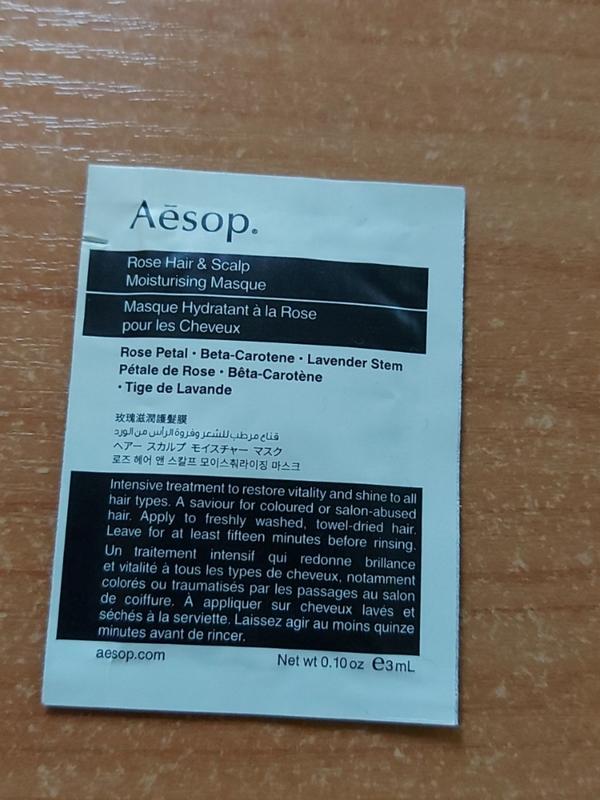 Aēsop.
Rose Hair & Scalp
Moisturising Masque
Masque Hydratant à la Rose
pour les Cheveux
Rose Petal · Beta-Carotene · Lavender Stem
Pétale de Rose · Bêta-Carotène
· Tige de Lavande
玫瑰滋潤護髮膜
قناع مرطب للشعر وفروة الرأس من الورد
ヘアー スカルプ モイスチャー マスク
로즈 헤어 앤 스칼프 모이스춰라이징 마스크
Intensive treatment to restore vitality and shine to all
hair types. A saviour for coloured or salon-abused
hair. Apply to freshly washed, towel-dried hair.
Leave for at least fifteen minutes before rinsing.
Un traitement intensif qui redonne brillance
et vitalité à tous les types de cheveux, notamment
colorés ou traumatisés par les passages au salon
de coiffure. À appliquer sur cheveux lavés et
séchés à la serviette. Laissez agir au moins quinze
minutes avant de rincer.
aesop.com
Net wt 0.10 oz ℮3mL